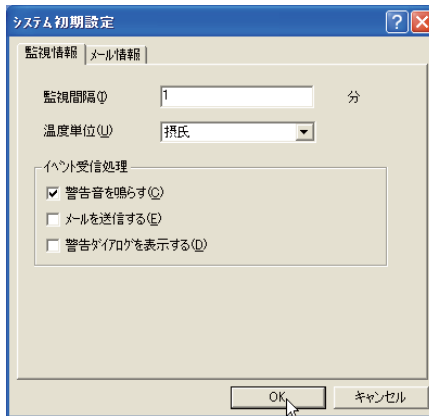 システム初期設定
監視情報 メール情報
監視間隔(I) 1 分
温度単位(U) 摂氏
イベント受信処理
警告音を鳴らす(C)
メールを送信する(E)
警告ダイアログを表示する(D)
OK キャンセル